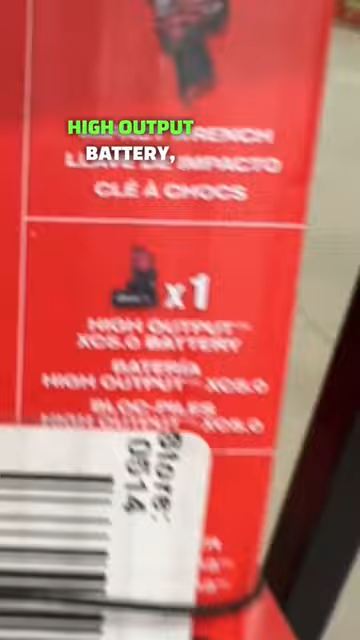 HIGH OUTPUT
BATTERY,
WRENCH
LLAVE DE IMPACTO
CLÉ À CHOCS
x1
HIGH OUTPUT™
XC5.0 BATTERY
BATERÍA
HIGH OUTPUT™ XC5.0
BLOC-PILES
HIGH OUTPUT™ XC5.0
Store:
0614